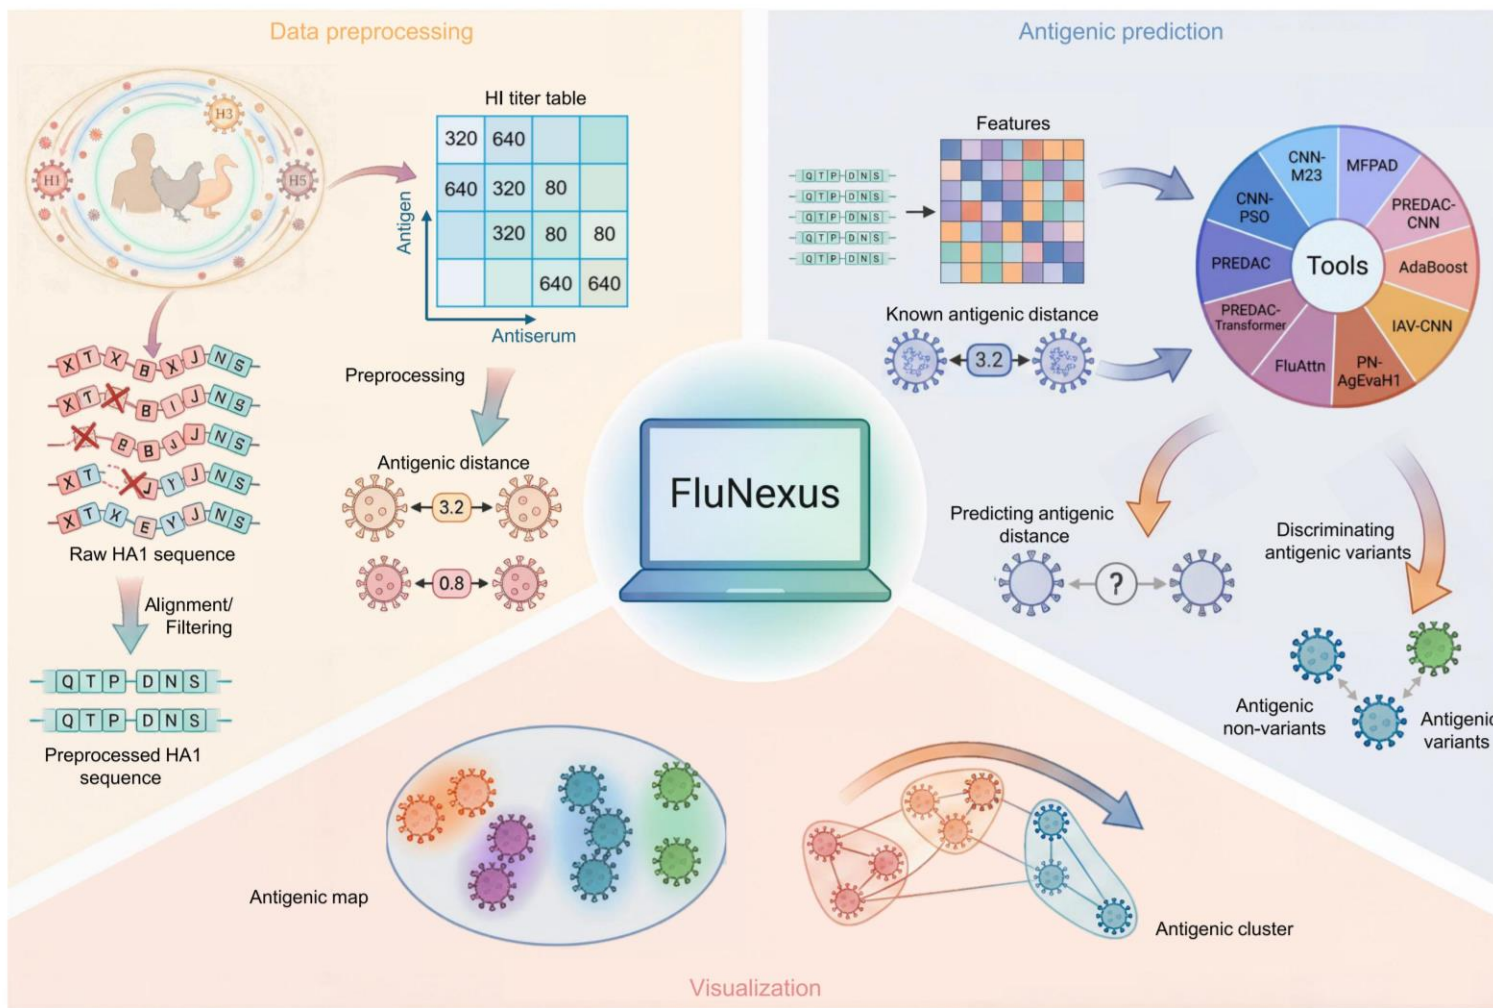 Data preprocessing
H3
H1
H5
HI titer table
320 640
640 320 80
320 80 80
640 640
Antigen
Antiserum
X T X B X J N S
X T B I J N S
B B J J N S
X T J Y J N S
X T X E Y J N S
Raw HA1 sequence
Alignment/
Filtering
Q T P D N S
Q T P D N S
Preprocessed HA1
sequence
Preprocessing
Antigenic distance
3.2
0.8
FluNexus
Antigenic prediction
Q T P D N S
Q T P D N S
Q T P D N S
Q T P D N S
Q T P D N S
Features
Known antigenic distance
3.2
Tools
MFPAD
PREDAC-
CNN
AdaBoost
IAV-CNN
PN-
AgEvaH1
FluAttn
PREDAC-
Transformer
PREDAC
CNN-
PSO
CNN-
M23
Predicting antigenic
distance
?
Discriminating
antigenic variants
Antigenic
non-variants
Antigenic
variants
Antigenic map
Antigenic cluster
Visualization